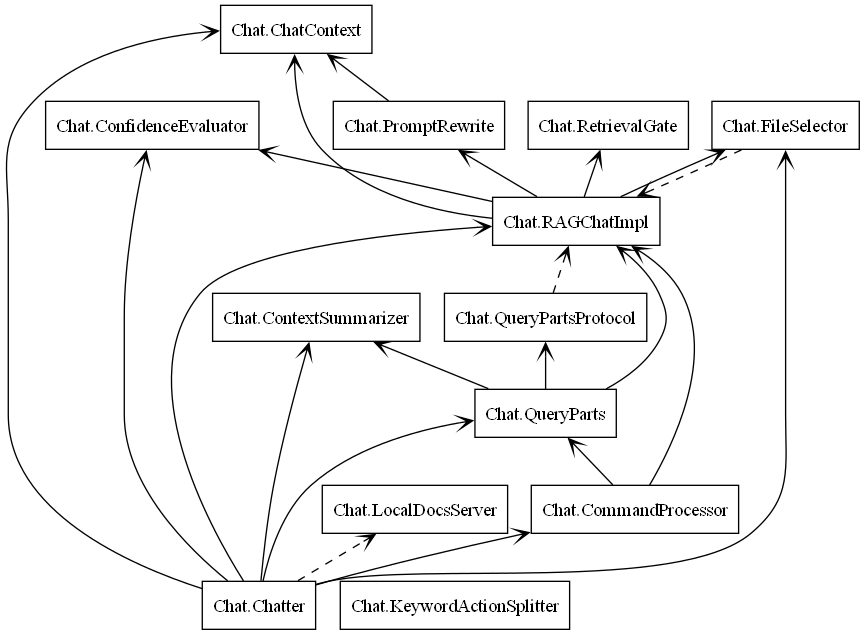 Chat.ChatContext
Chat.ConfidenceEvaluator
Chat.PromptRewrite
Chat.RetrievalGate
Chat.FileSelector
Chat.RAGChatImpl
Chat.ContextSummarizer
Chat.QueryPartsProtocol
Chat.QueryParts
Chat.LocalDocsServer
Chat.CommandProcessor
Chat.Chatter
Chat.KeywordActionSplitter